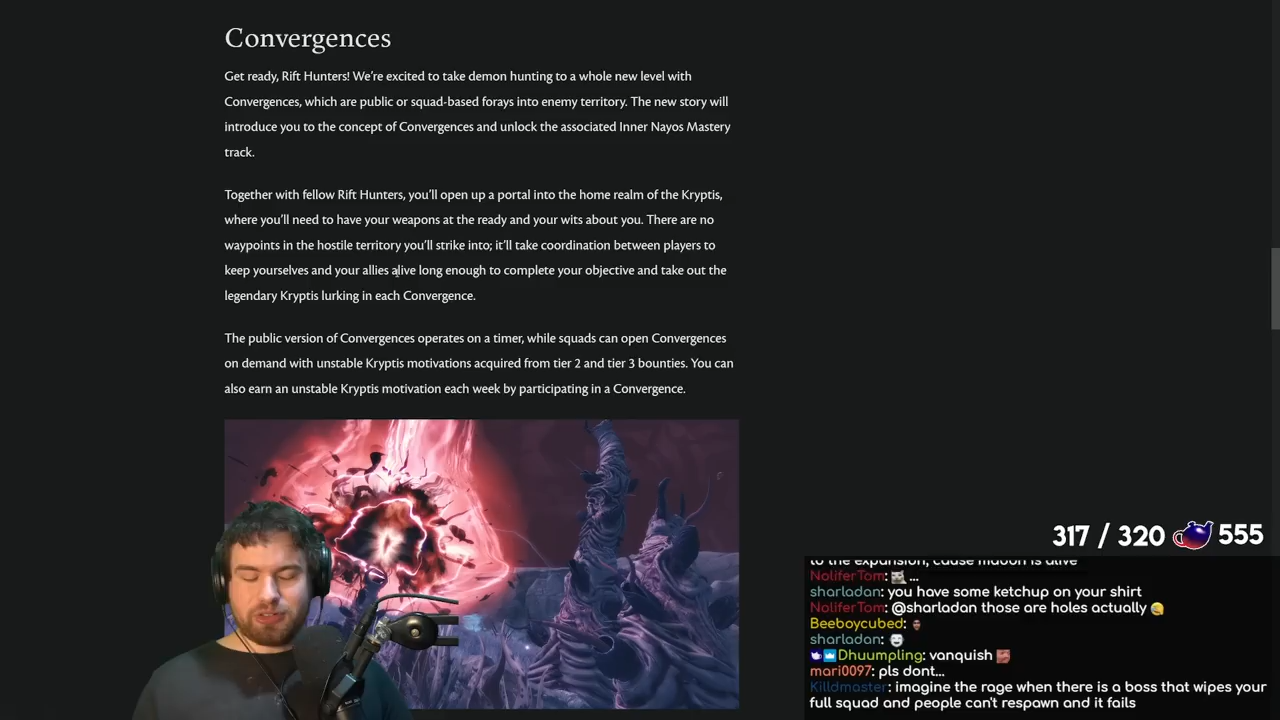 Convergences
Get ready, Rift Hunters! We're excited to take demon hunting to a whole new level with
Convergences, which are public or squad-based forays into enemy territory. The new story will
introduce you to the concept of Convergences and unlock the associated Inner Nayos Mastery
track.
Together with fellow Rift Hunters, you'll open up a portal into the home realm of the Kryptis,
where you'll need to have your weapons at the ready and your wits about you. There are no
waypoints in the hostile territory you'll strike into; it'll take coordination between players to
keep yourselves and your allies alive long enough to complete your objective and take out the
legendary Kryptis lurking in each Convergence.
The public version of Convergences operates on a timer, while squads can open Convergences
on demand with unstable Kryptis motivations acquired from tier 2 and tier 3 bounties. You can
also earn an unstable Kryptis motivation each week by participating in a Convergence.
317 / 320 555
to the expansion, cause mdoon is alive
NoliferTom: ...
sharladan: you have some ketchup on your shirt
NoliferTom: @sharladan those are holes actually
Beeboycubed:
sharladan:
Dhuumpling: vanquish
mari0097: pls dont...
Killdmaster: imagine the rage when there is a boss that wipes your
full squad and people can't respawn and it fails